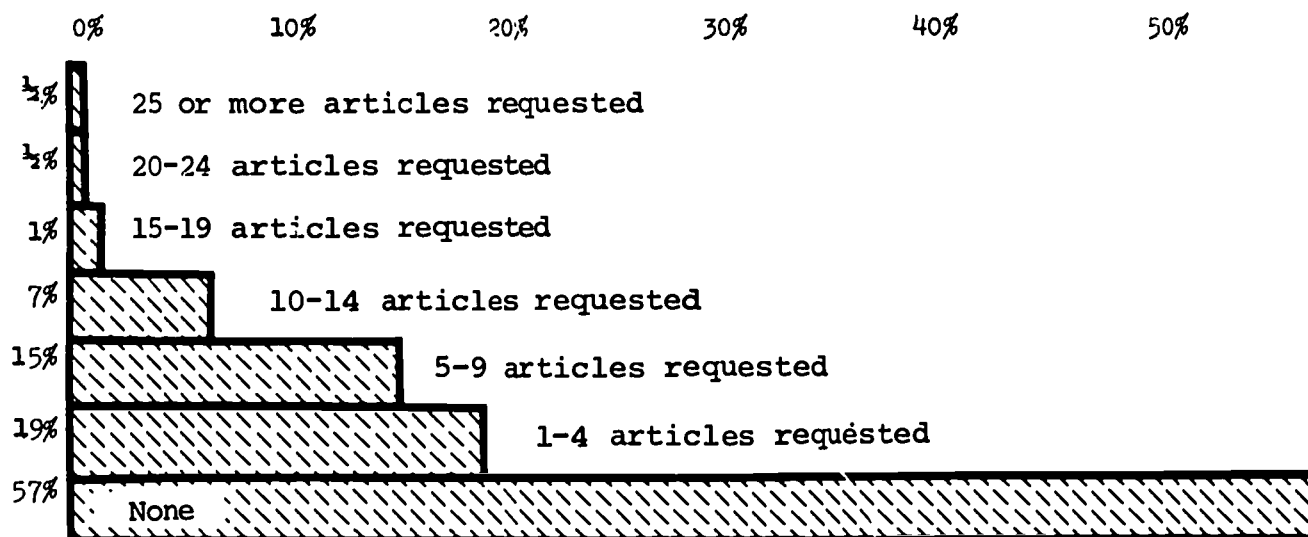 0% 10% 20% 30% 40% 50%
½% 25 or more articles requested
½% 20-24 articles requested
1% 15-19 articles requested
7% 10-14 articles requested
15% 5-9 articles requested
19% 1-4 articles requested
57% None